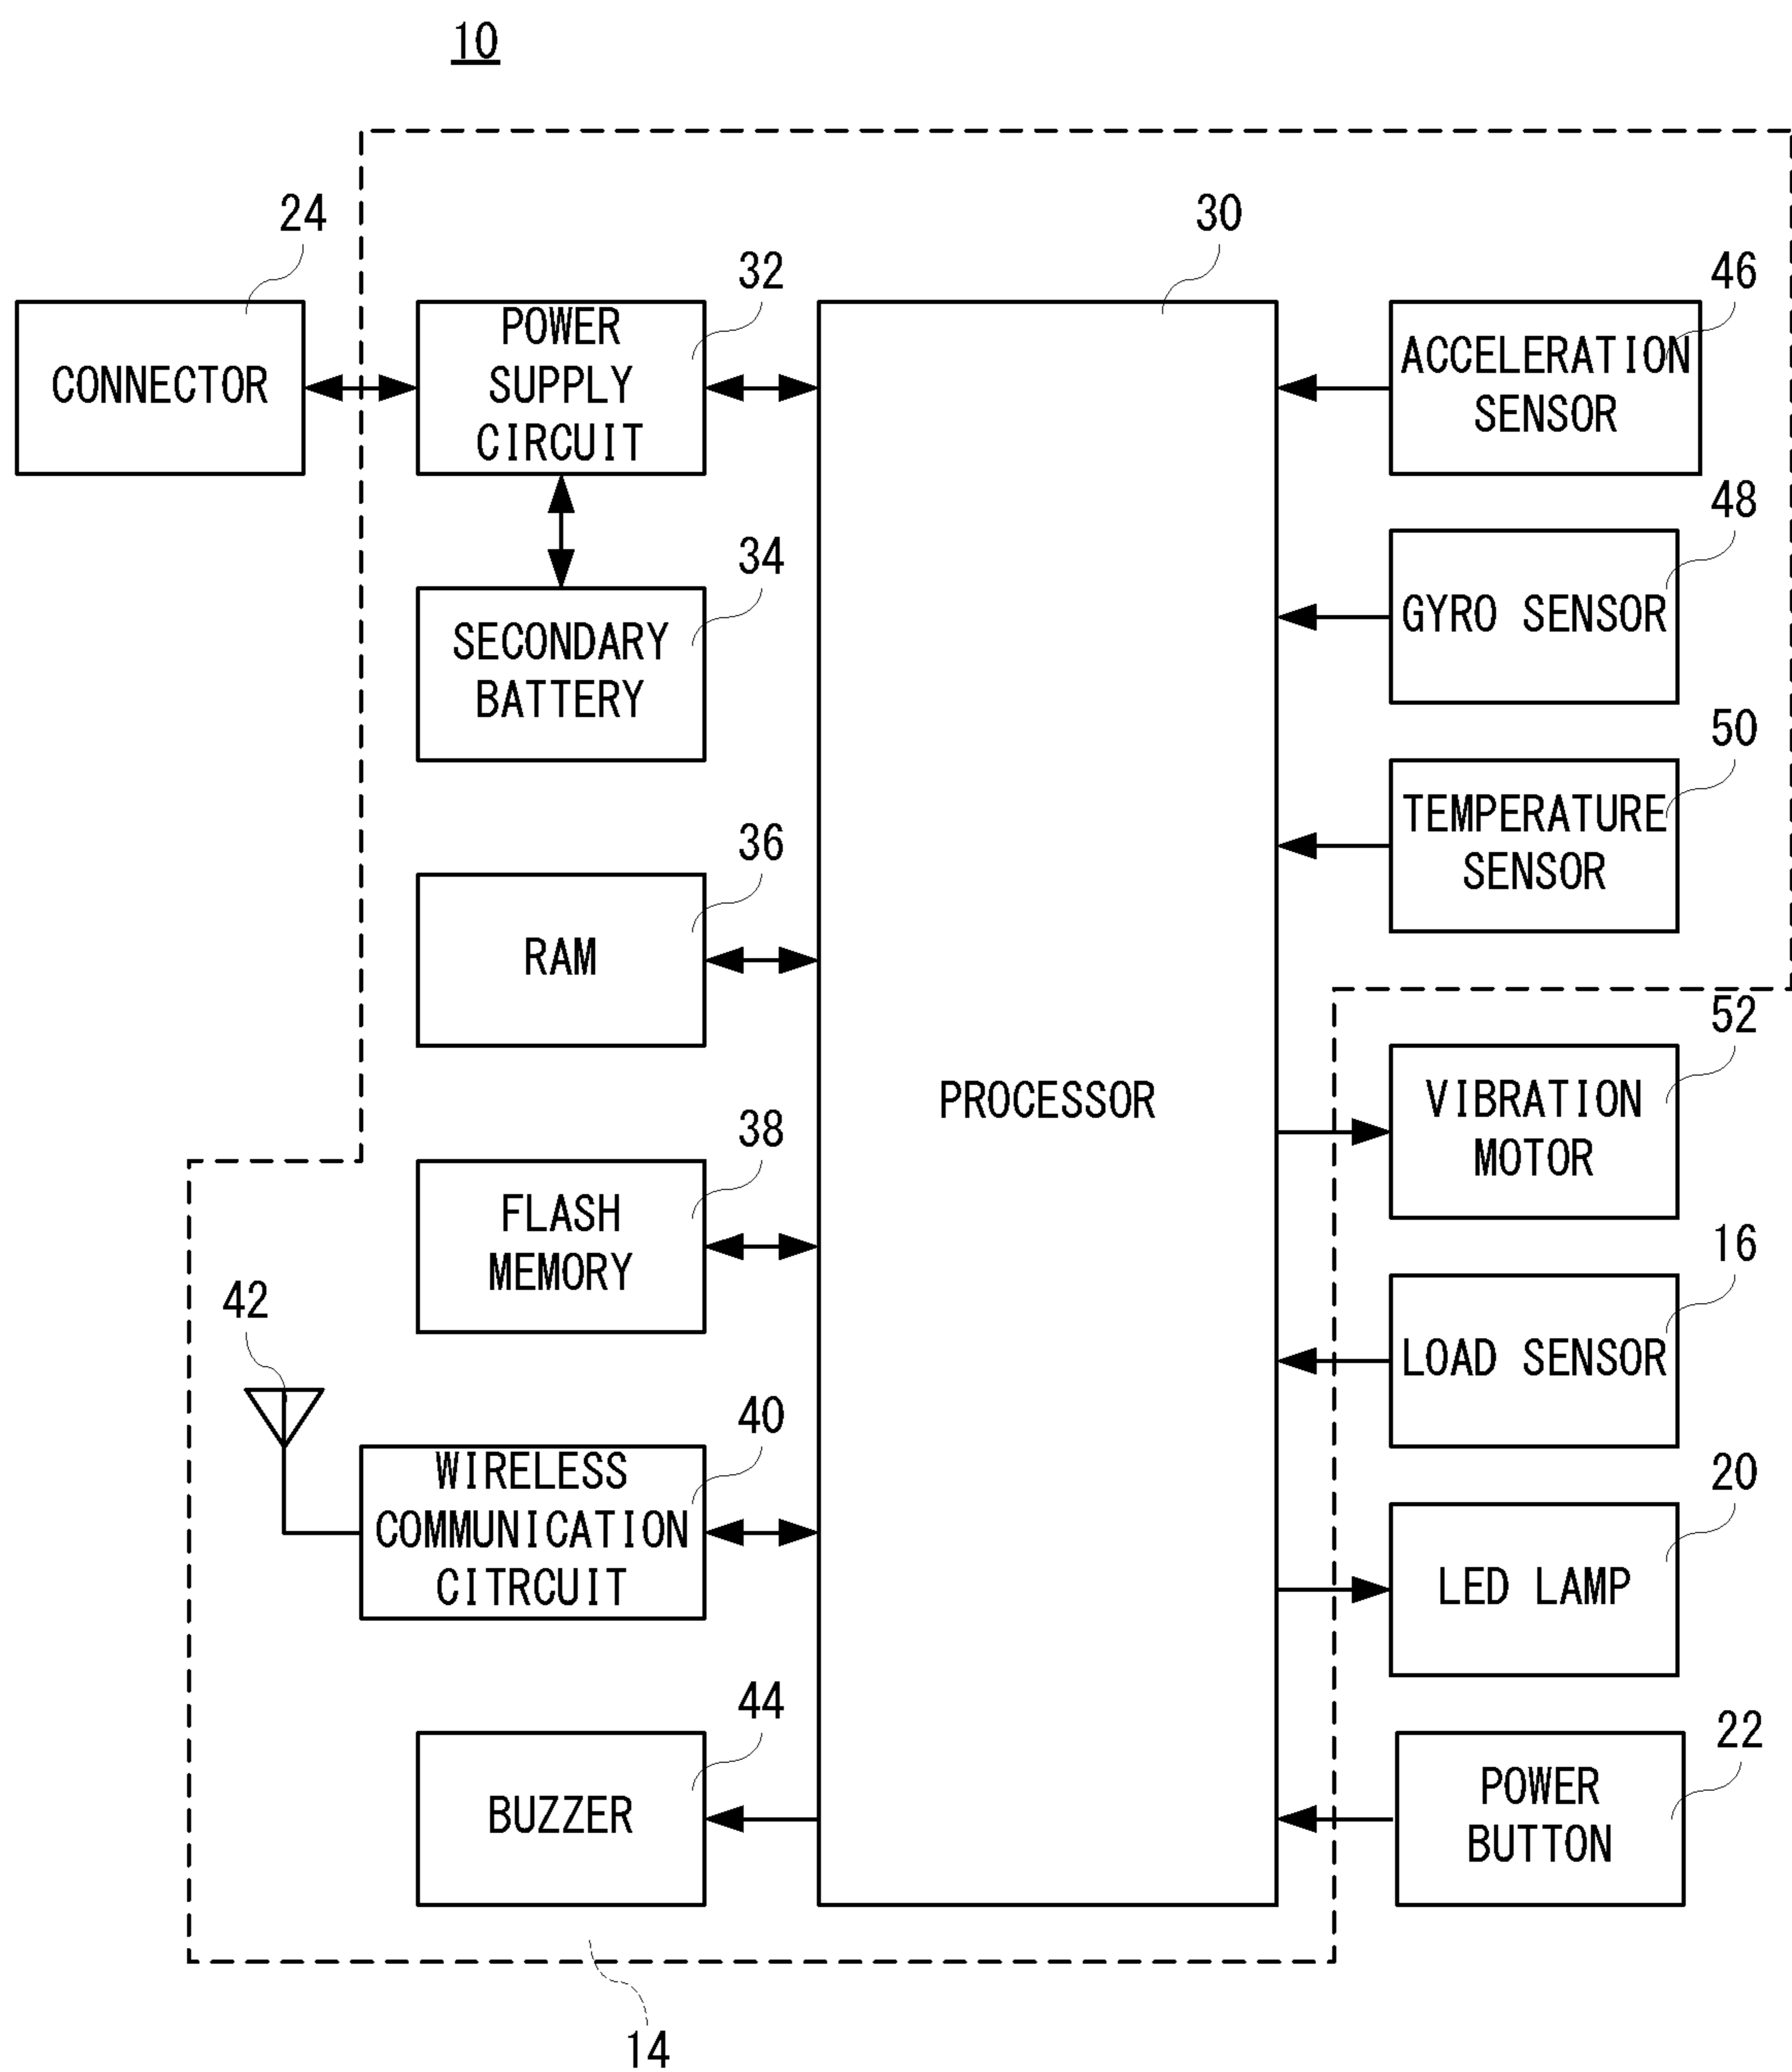 10
24
32
30
46
CONNECTOR
POWER
SUPPLY
CIRCUIT
ACCELERATION
SENSOR
48
34
GYRO SENSOR
SECONDARY
BATTERY
50
TEMPERATURE
SENSOR
36
RAM
52
PROCESSOR
VIBRATION
MOTOR
38
FLASH
MEMORY
16
LOAD SENSOR
42
40
WIRELESS
COMMUNICATION
CITRCUIT
20
LED LAMP
44
BUZZER
22
POWER
BUTTON
14